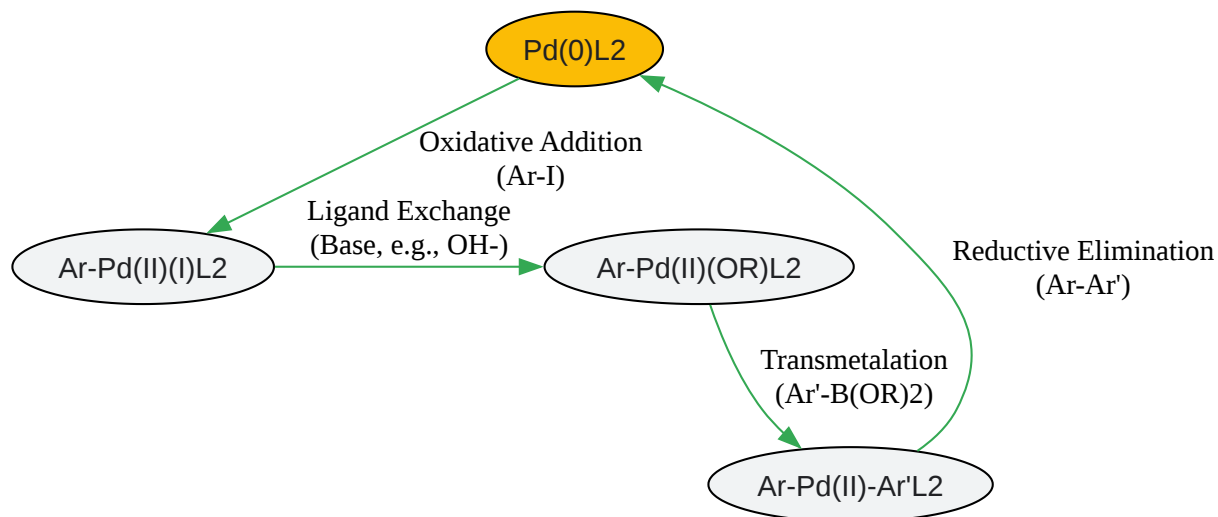 Pd(0)L2
Oxidative Addition
(Ar-I)
Ligand Exchange
(Base, e.g., OH-)
Ar-Pd(II)(I)L2
Ar-Pd(II)(OR)L2
Reductive Elimination
(Ar-Ar')
Transmetalation
(Ar'-B(OR)2)
Ar-Pd(II)-Ar'L2